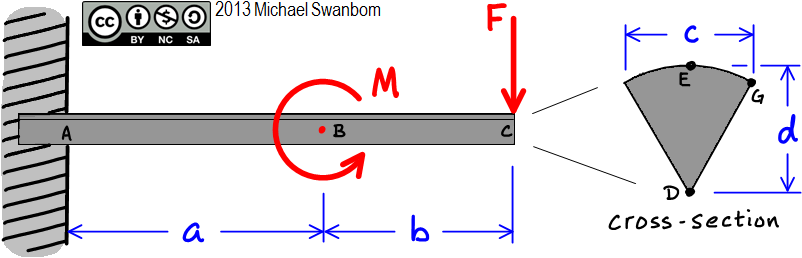 2013 Michael Swanbom
cc
BY NC SA
F
M
A
B
C
a
b
c
E
G
d
D
cross-section